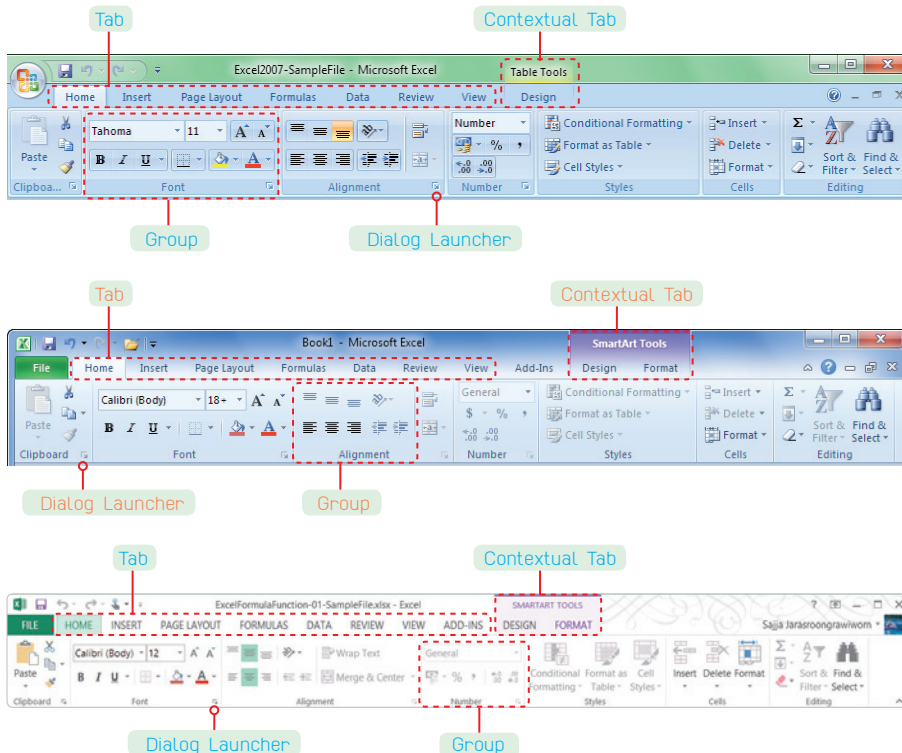 Tab Contextual Tab
Excel2007-SampleFile - Microsoft Excel Table Tools
Home Insert Page Layout Formulas Data Review View Design
Tahoma 11 A A Number Conditional Formatting Insert Σ
Paste B I U A % , Format as Table Delete Sort & Find &
.00 .00 Cell Styles Format Filter Select
Clipboa... Font Alignment Number Styles Cells Editing
Group Dialog Launcher
Tab Contextual Tab
Book1 - Microsoft Excel SmartArt Tools
File Home Insert Page Layout Formulas Data Review View Add-Ins Design Format
Calibri (Body) 18+ A A General Conditional Formatting Insert Σ
Paste B I U A $ % , Format as Table Delete Sort & Find &
.00 .00 Cell Styles Format Filter Select
Clipboard Font Alignment Number Styles Cells Editing
Dialog Launcher Group
Tab Contextual Tab
ExcelFormulaFunction-01-SampleFile.xlsx - Excel SMARTART TOOLS
FILE HOME INSERT PAGE LAYOUT FORMULAS DATA REVIEW VIEW ADD-INS DESIGN FORMAT Sajja Jarasroongrawiworn
Calibri (Body) 12 A A Wrap Text General Σ
Paste B I U A Merge & Center % , Conditional Format as Cell Insert Delete Format Sort & Find &
Formatting Table Styles Filter Select
Clipboard Font Alignment Number Styles Cells Editing
Dialog Launcher Group